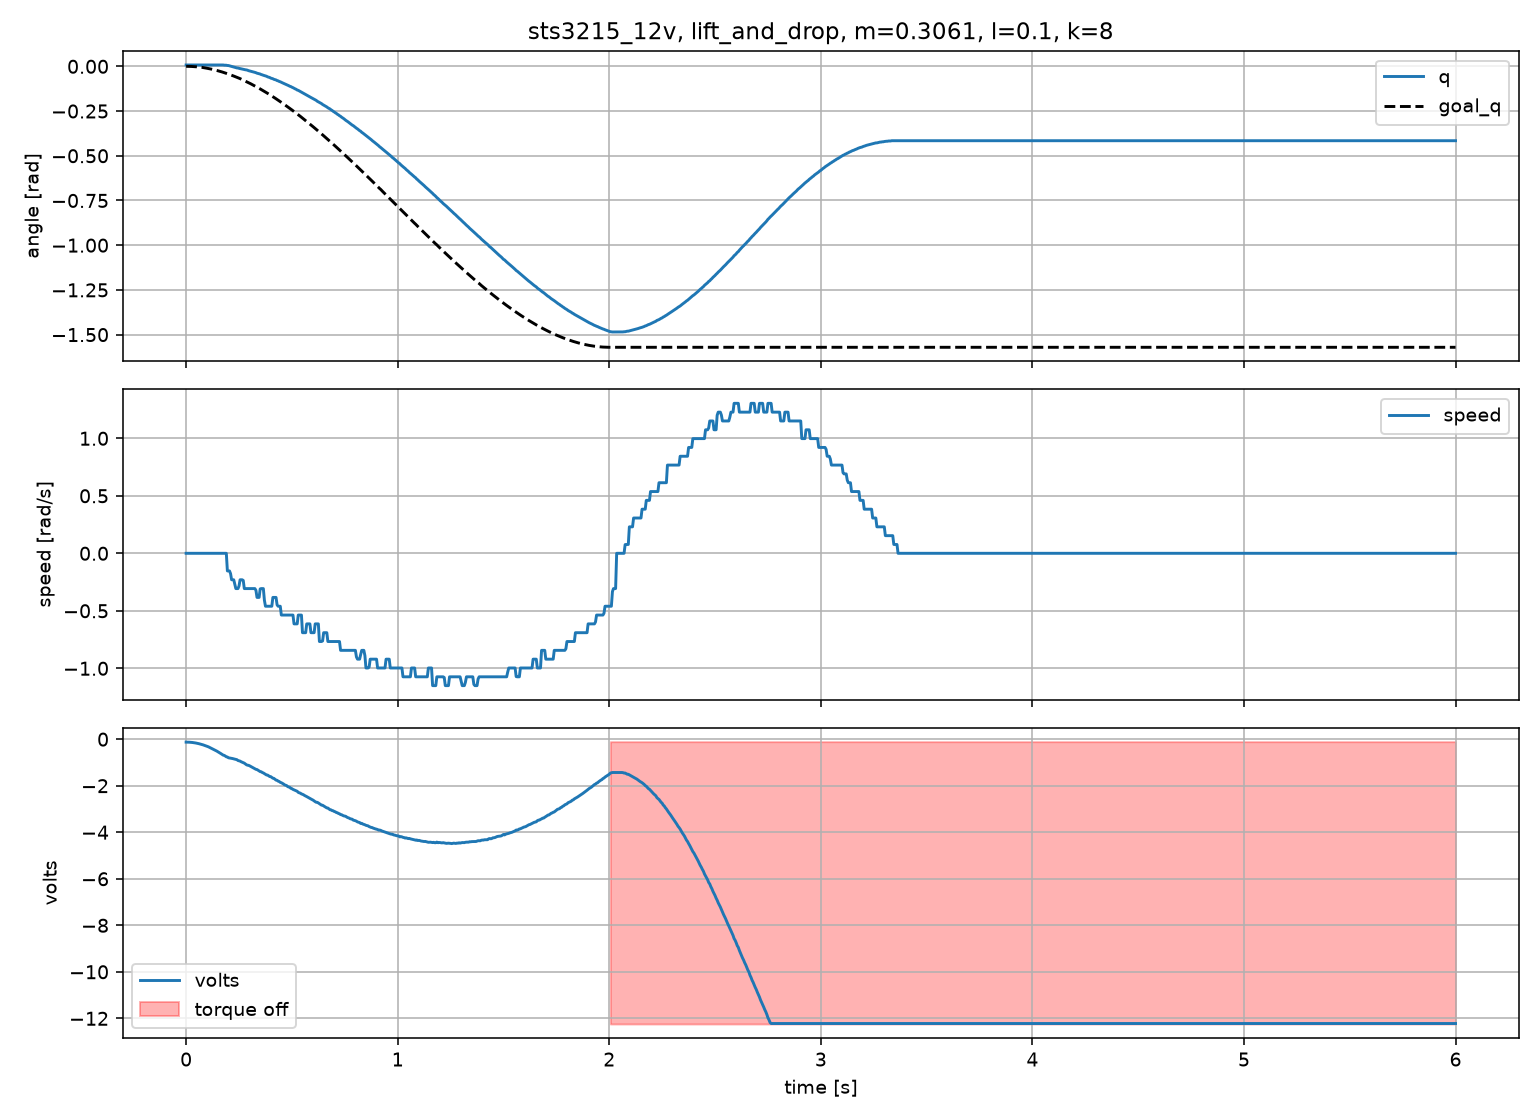 sts3215_12v, lift_and_drop, m=0.3061, l=0.1, k=8
0.00
−0.25
−0.50
−0.75
−1.00
−1.25
−1.50
angle [rad]
q
goal_q
1.0
0.5
0.0
−0.5
−1.0
speed [rad/s]
speed
0
−2
−4
−6
−8
−10
−12
volts
volts
torque off
0 1 2 3 4 5 6
time [s]